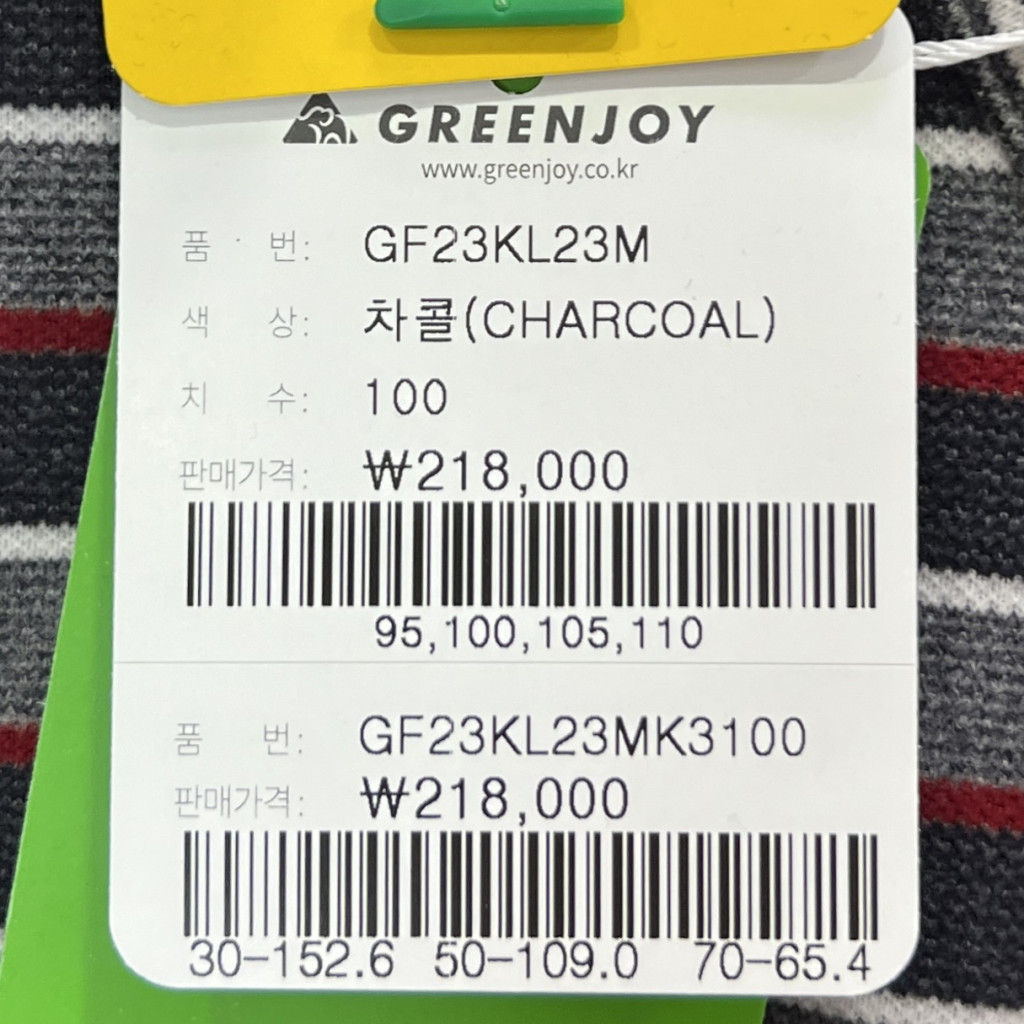 GREENJOY
www.greenjoy.co.kr
품 번: GF23KL23M
색 상: 차콜(CHARCOAL)
치 수: 100
판매가격: ₩218,000
95,100,105,110
품 번: GF23KL23MK3100
판매가격: ₩218,000
30-152.6 50-109.0 70-65.4